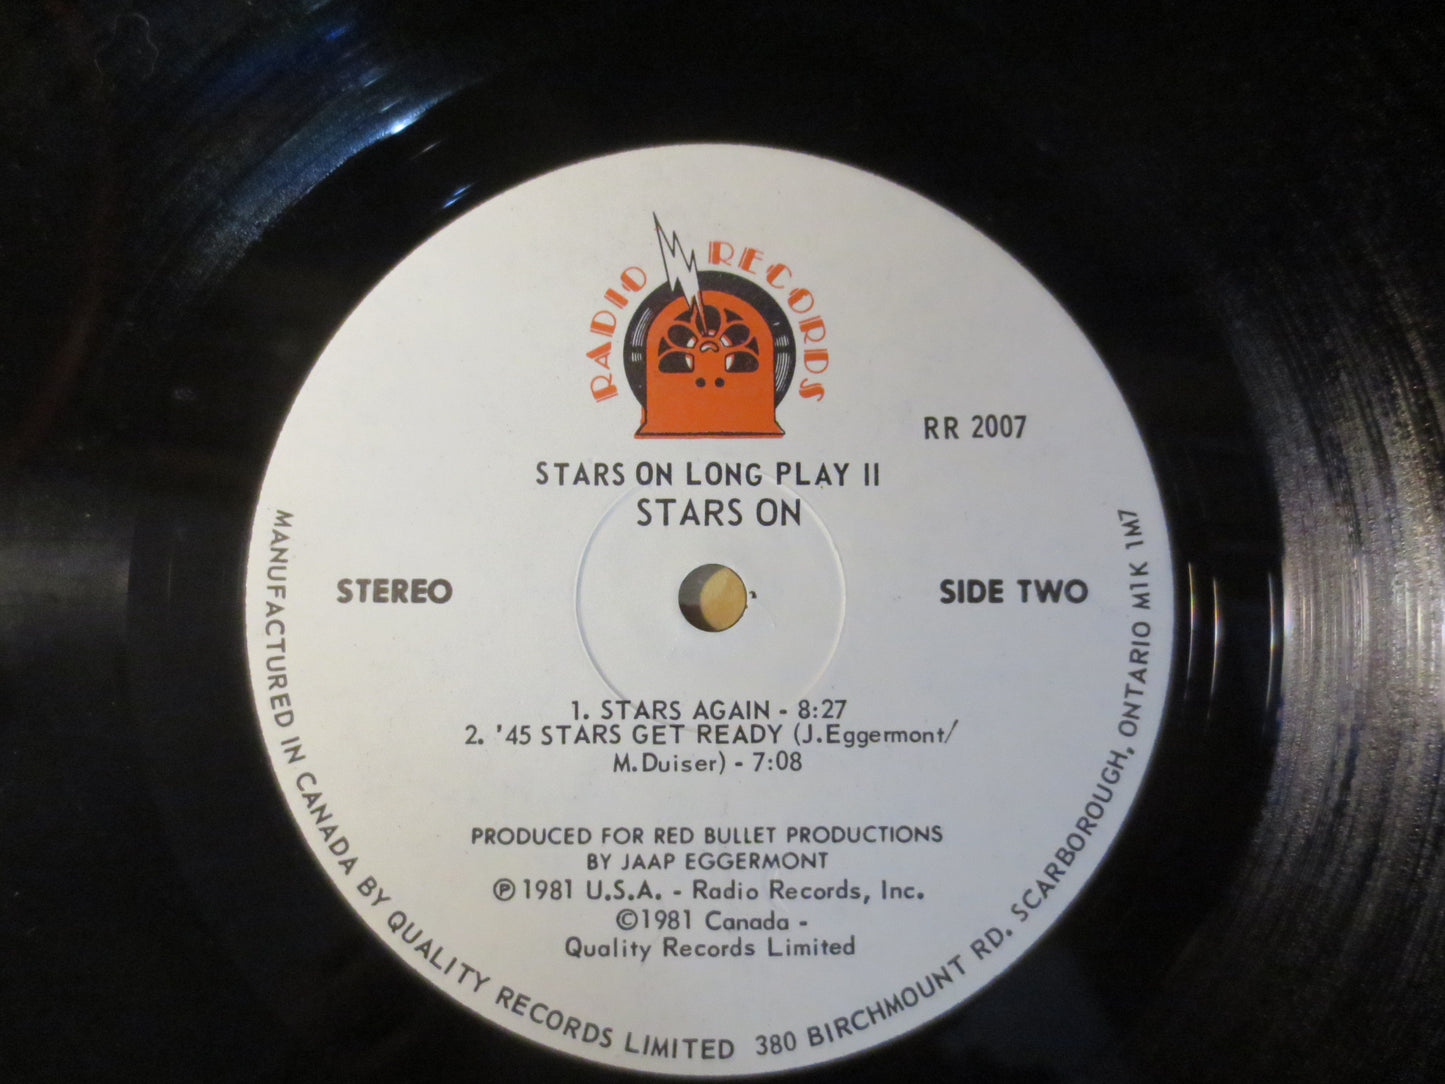 RADIO RECORDS
RR 2007
STARS ON LONG PLAY II
STARS ON
STEREO
SIDE TWO
1. STARS AGAIN - 8:27
2. '45 STARS GET READY (J.Eggermont/
M.Duiser) - 7:08
PRODUCED FOR RED BULLET PRODUCTIONS
BY JAAP EGGERMONT
℗ 1981 U.S.A. - Radio Records, Inc.
©1981 Canada -
Quality Records Limited
MANUFACTURED IN CANADA BY QUALITY RECORDS LIMITED 380 BIRCHMOUNT RD. SCARBOROUGH, ONTARIO M1K 1M7